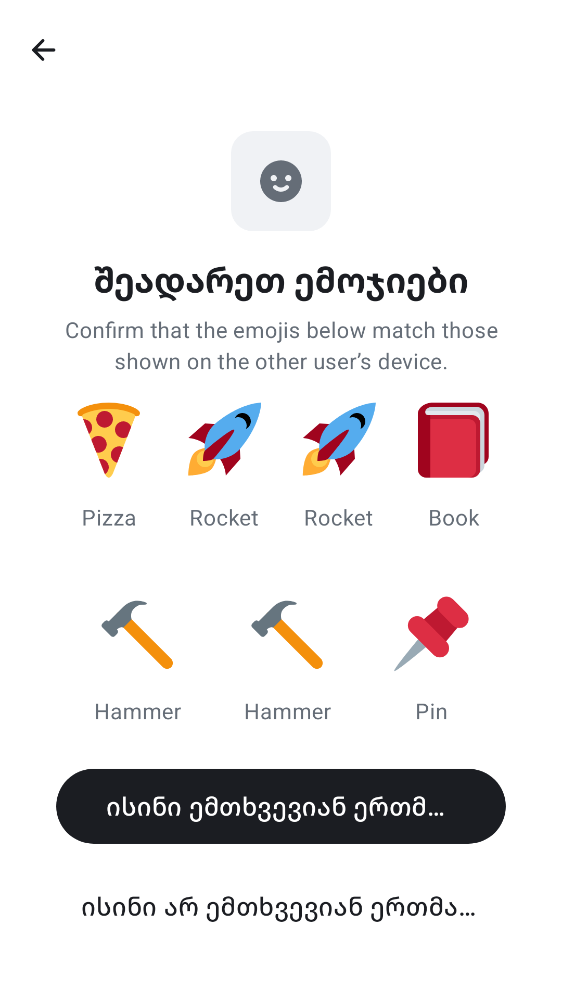 შეადარეთ ემოჯიები
Confirm that the emojis below match those
shown on the other user’s device.
Pizza Rocket Rocket Book
Hammer Hammer Pin
ისინი ემთხვევიან ერთმ...
ისინი არ ემთხვევიან ერთმა...